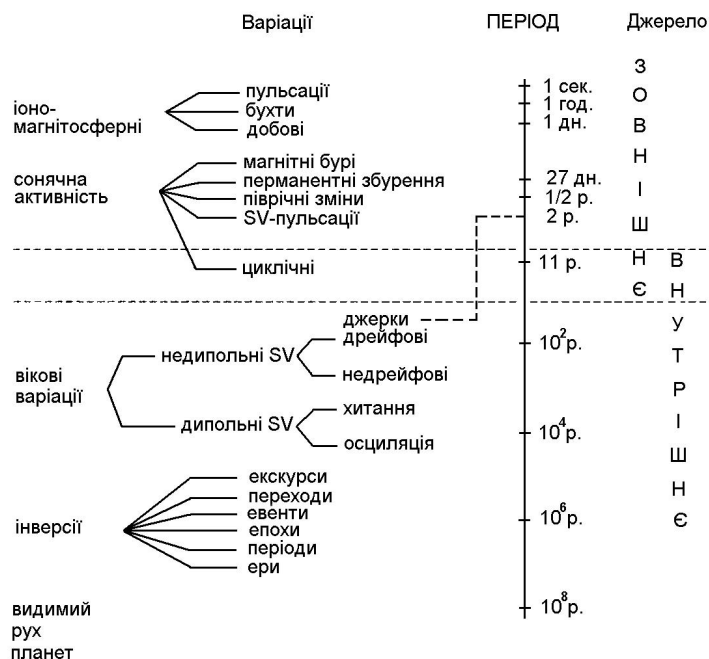 Варіації ПЕРІОД Джерело
іоно-
магнітосферні
пульсації
бухти
добові
1 сек.
1 год.
1 дн.
сонячна
активність
магнітні бурі
перманентні збурення
піврічні зміни
SV-пульсації
циклічні
27 дн.
1/2 р.
2 р.
11 р.
ЗОВНІШНЄ
ВНУТРІШНЄ
вікові
варіації
недипольні SV
джерки
дрейфові
недрейфові
дипольні SV
хитання
осциляція
10²р.
10⁴р.
інверсії
екскурси
переходи
евенти
епохи
періоди
ери
10⁶р.
10⁸р.
видимий
рух
планет